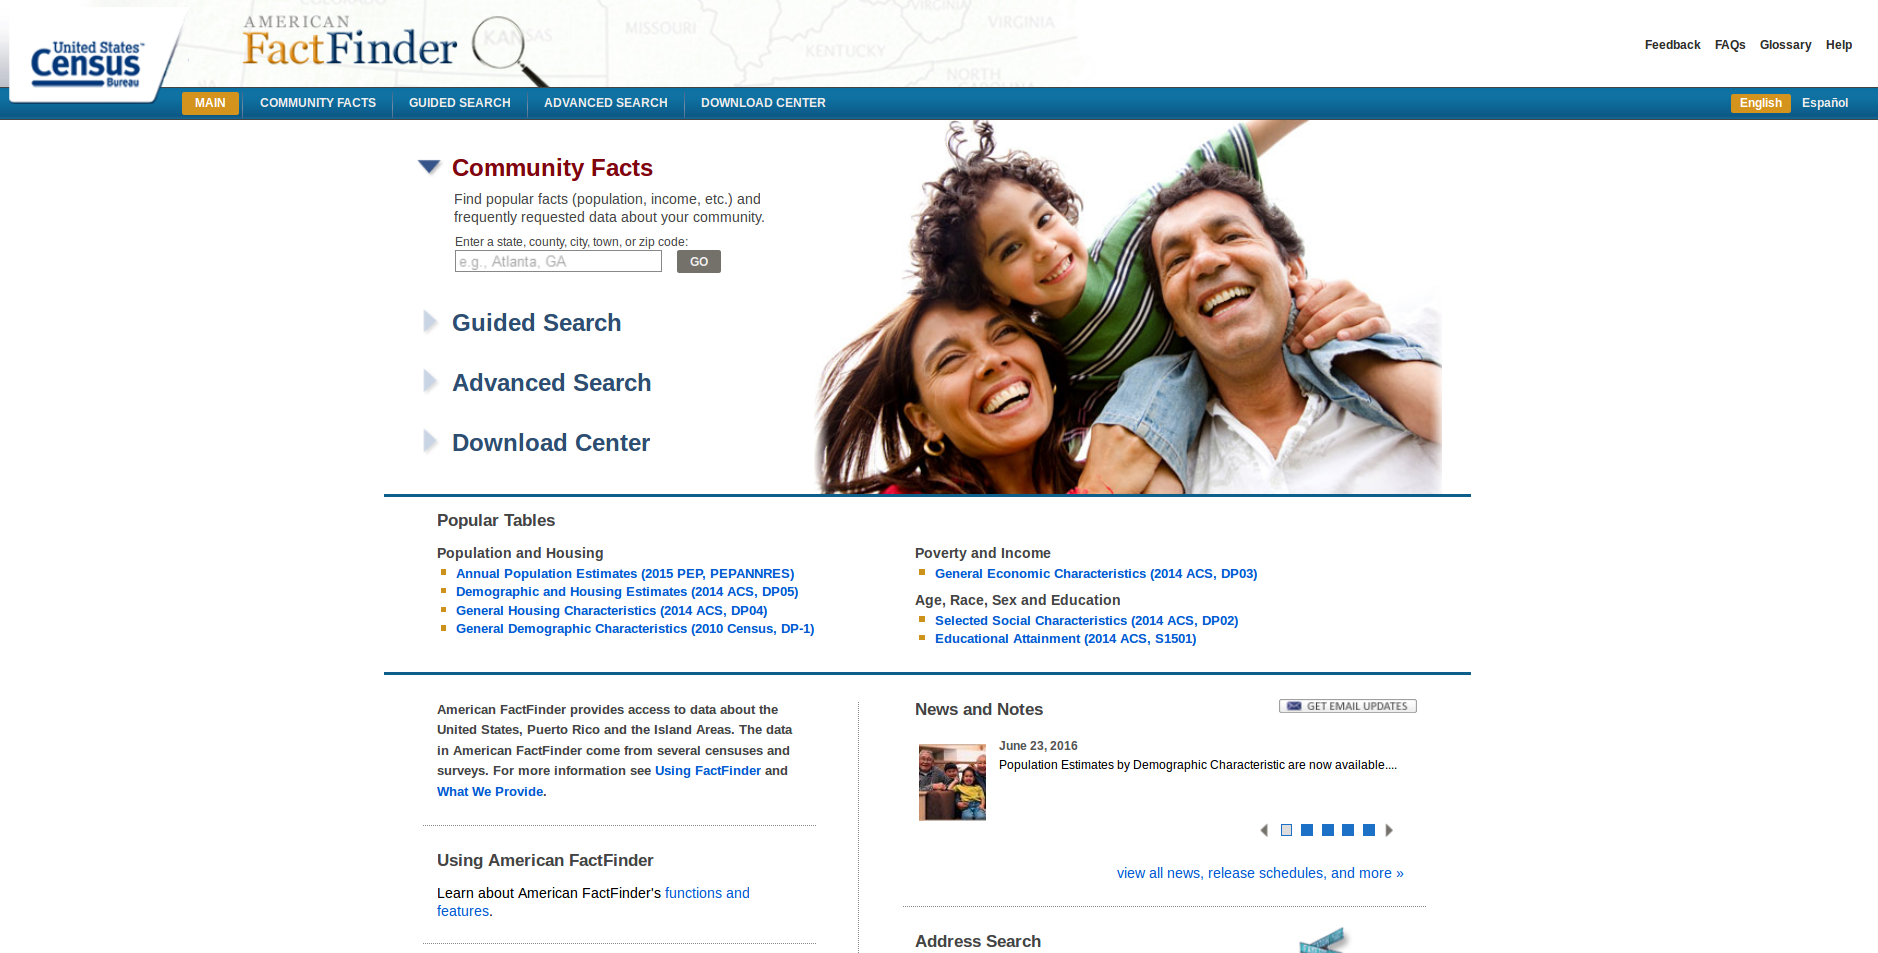 United States™
Census
Bureau
AMERICAN
FactFinder
COLORADO
KANSAS
MISSOURI
KENTUCKY
VIRGINIA
VIRGINIA
NORTH
CAROLINA
Feedback FAQs Glossary Help
MAIN COMMUNITY FACTS GUIDED SEARCH ADVANCED SEARCH DOWNLOAD CENTER English Español
Community Facts
Find popular facts (population, income, etc.) and
frequently requested data about your community.
Enter a state, county, city, town, or zip code:
e.g., Atlanta, GA GO
Guided Search
Advanced Search
Download Center
Popular Tables
Population and Housing
Annual Population Estimates (2015 PEP, PEPANNRES)
Demographic and Housing Estimates (2014 ACS, DP05)
General Housing Characteristics (2014 ACS, DP04)
General Demographic Characteristics (2010 Census, DP-1)
Poverty and Income
General Economic Characteristics (2014 ACS, DP03)
Age, Race, Sex and Education
Selected Social Characteristics (2014 ACS, DP02)
Educational Attainment (2014 ACS, S1501)
American FactFinder provides access to data about the
United States, Puerto Rico and the Island Areas. The data
in American FactFinder come from several censuses and
surveys. For more information see Using FactFinder and
What We Provide.
Using American FactFinder
Learn about American FactFinder's functions and
features.
News and Notes
GET EMAIL UPDATES
June 23, 2016
Population Estimates by Demographic Characteristic are now available....
view all news, release schedules, and more »
Address Search